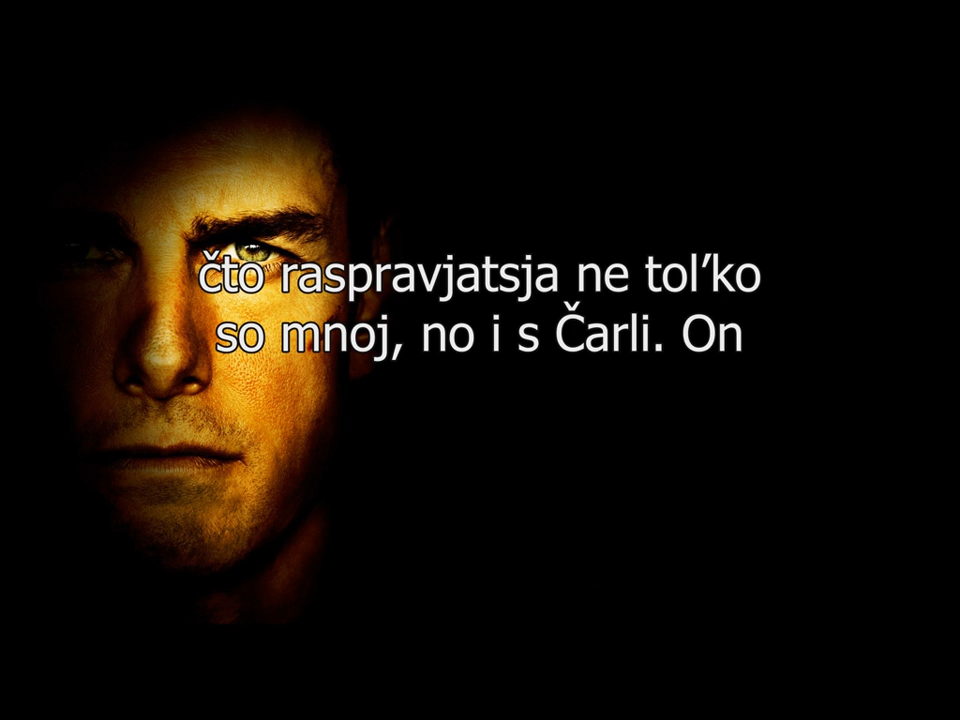 čto raspravjatsja ne tol’ko
so mnoj, no i s Čarli. On